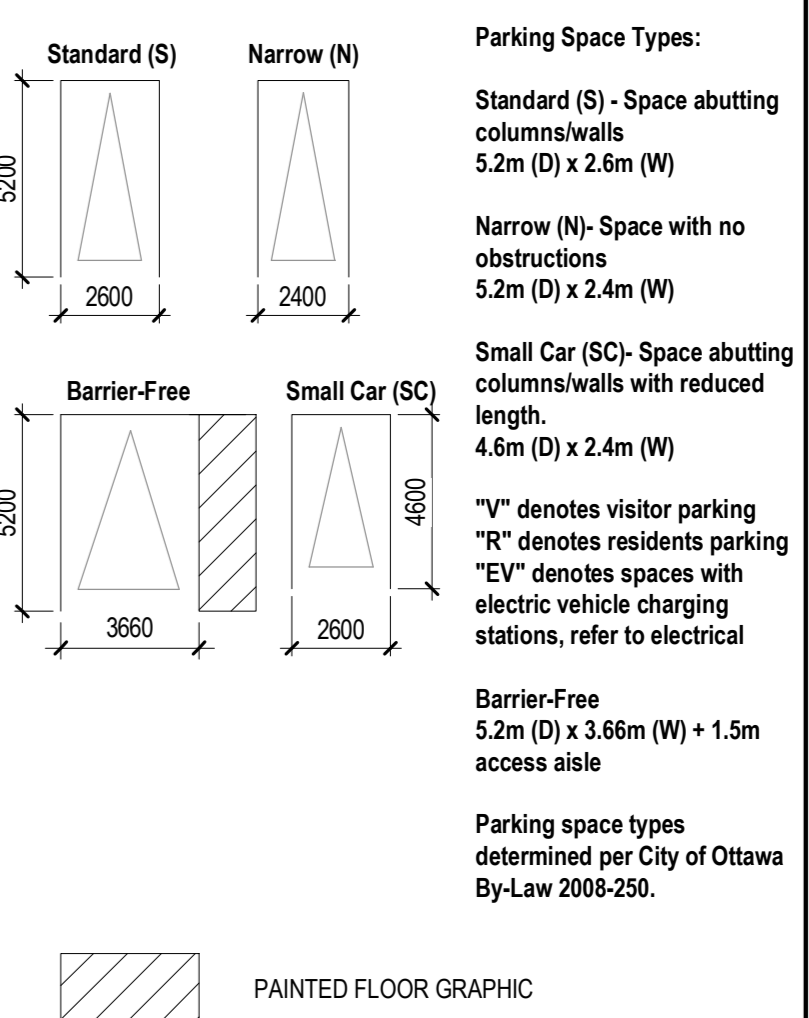 Standard (S)
Narrow (N)
5200
2600
2400
Barrier-Free
Small Car (SC)
5200
4600
3660
2600
Parking Space Types:
Standard (S) - Space abutting
columns/walls
5.2m (D) x 2.6m (W)
Narrow (N)- Space with no
obstructions
5.2m (D) x 2.4m (W)
Small Car (SC)- Space abutting
columns/walls with reduced
length.
4.6m (D) x 2.4m (W)
"V" denotes visitor parking
"R" denotes residents parking
"EV" denotes spaces with
electric vehicle charging
stations, refer to electrical
Barrier-Free
5.2m (D) x 3.66m (W) + 1.5m
access aisle
Parking space types
determined per City of Ottawa
By-Law 2008-250.
PAINTED FLOOR GRAPHIC